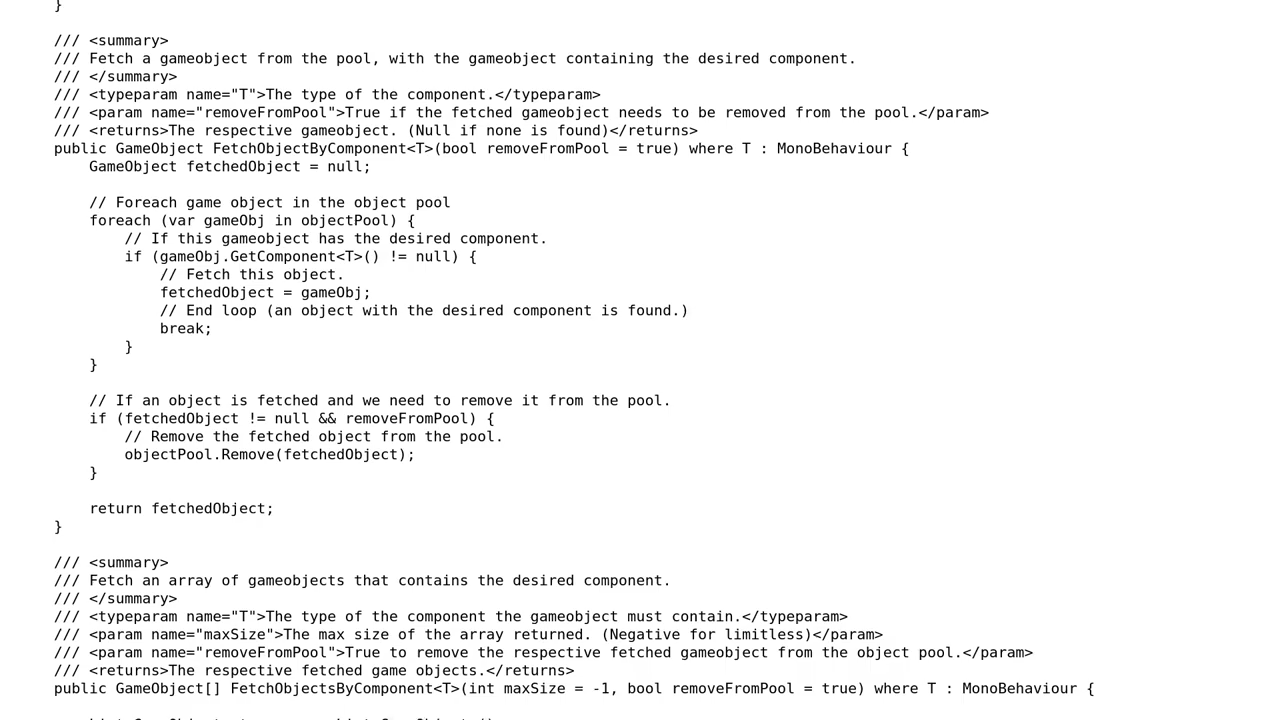 }
/// <summary>
/// Fetch a gameobject from the pool, with the gameobject containing the desired component.
/// </summary>
/// <typeparam name="T">The type of the component.</typeparam>
/// <param name="removeFromPool">True if the fetched gameobject needs to be removed from the pool.</param>
/// <returns>The respective gameobject. (Null if none is found)</returns>
public GameObject FetchObjectByComponent<T>(bool removeFromPool = true) where T : MonoBehaviour {
    GameObject fetchedObject = null;

    // Foreach game object in the object pool
    foreach (var gameObj in objectPool) {
        // If this gameobject has the desired component.
        if (gameObj.GetComponent<T>() != null) {
            // Fetch this object.
            fetchedObject = gameObj;
            // End loop (an object with the desired component is found.)
            break;
        }
    }

    // If an object is fetched and we need to remove it from the pool.
    if (fetchedObject != null && removeFromPool) {
        // Remove the fetched object from the pool.
        objectPool.Remove(fetchedObject);
    }

    return fetchedObject;
}

/// <summary>
/// Fetch an array of gameobjects that contains the desired component.
/// </summary>
/// <typeparam name="T">The type of the component the gameobject must contain.</typeparam>
/// <param name="maxSize">The max size of the array returned. (Negative for limitless)</param>
/// <param name="removeFromPool">True to remove the respective fetched gameobject from the object pool.</param>
/// <returns>The respective fetched game objects.</returns>
public GameObject[] FetchObjectsByComponent<T>(int maxSize = -1, bool removeFromPool = true) where T : MonoBehaviour {